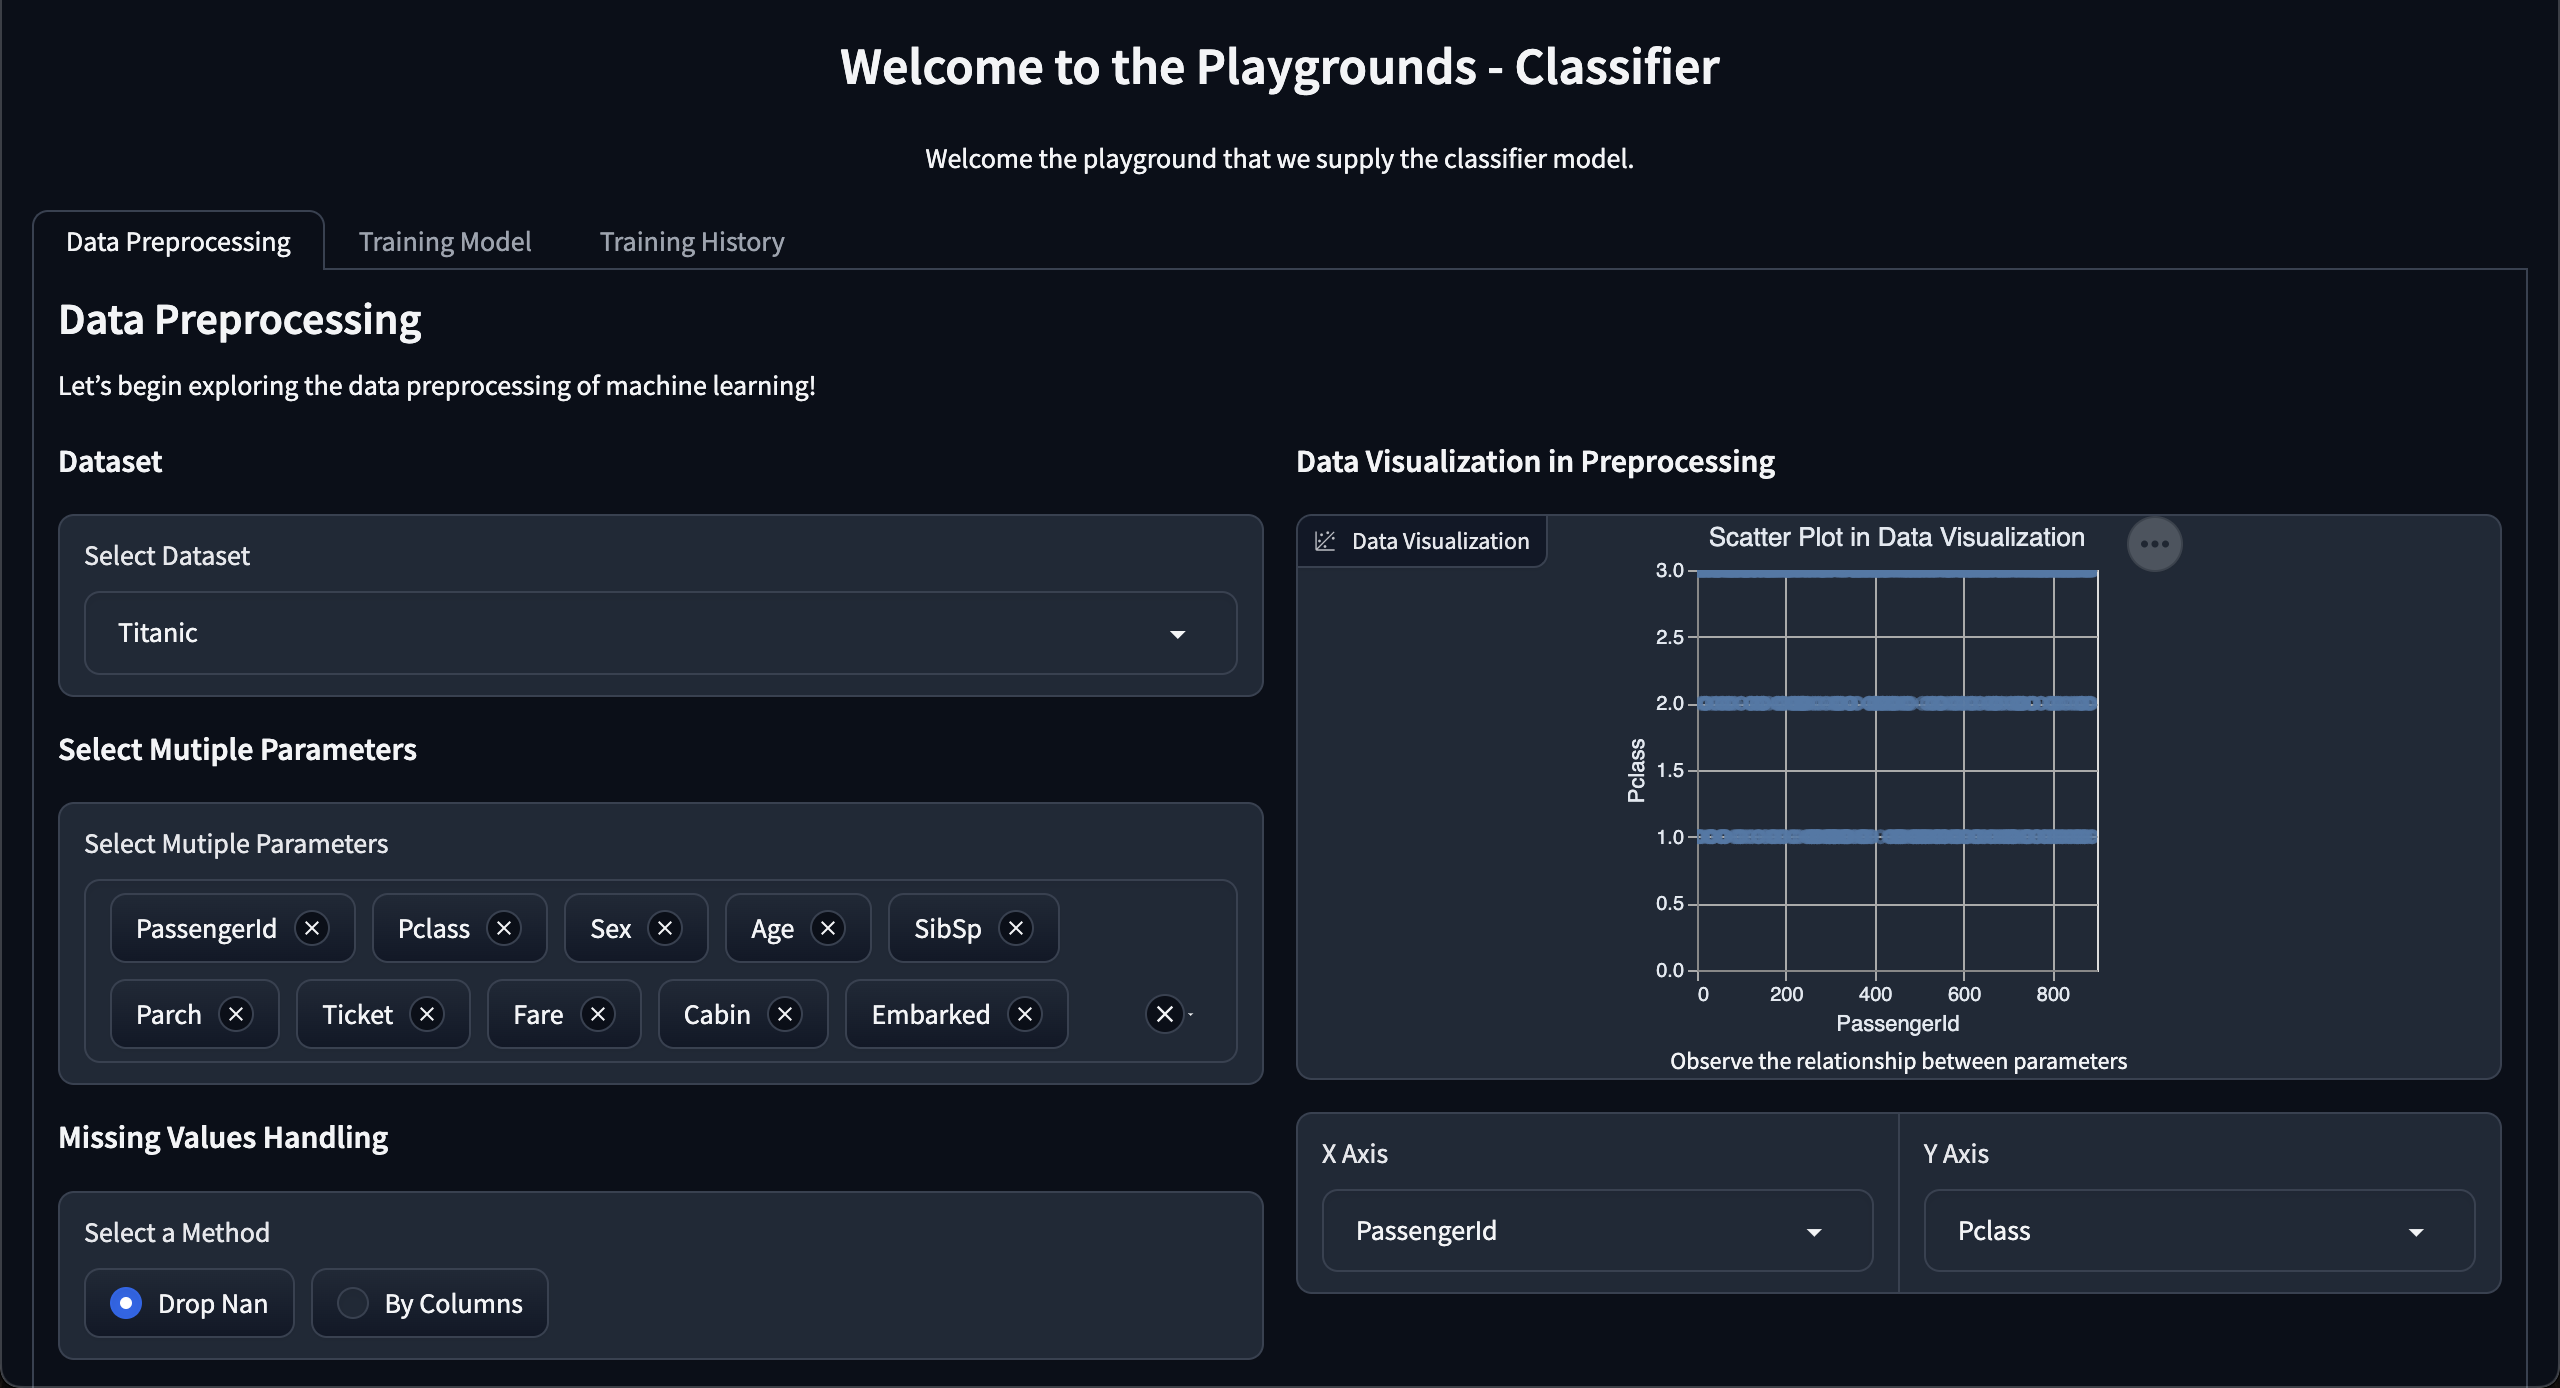 Welcome to the Playgrounds - Classifier
Welcome the playground that we supply the classifier model.
Data Preprocessing
Training Model
Training History
Data Preprocessing
Let's begin exploring the data preprocessing of machine learning!
Dataset
Select Dataset
Titanic
Select Mutiple Parameters
Select Mutiple Parameters
PassengerId
Pclass
Sex
Age
SibSp
Parch
Ticket
Fare
Cabin
Embarked
Missing Values Handling
Select a Method
Drop Nan
By Columns
Data Visualization in Preprocessing
Data Visualization
Scatter Plot in Data Visualization
3.0
2.5
2.0
1.5
1.0
0.5
0.0
Pclass
0 200 400 600 800
PassengerId
Observe the relationship between parameters
X Axis
PassengerId
Y Axis
Pclass